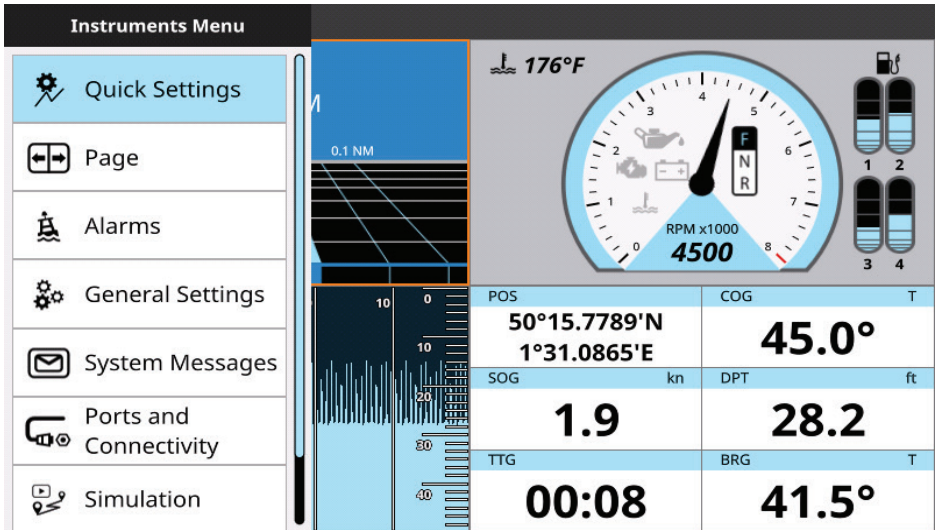 Instruments Menu
Quick Settings
Page
Alarms
General Settings
System Messages
Ports and
Connectivity
Simulation
0.1 NM
10
0
10
20
30
40
176°F
0
1
2
3
4
5
6
7
8
F
N
R
RPM x1000
4500
1 2
3 4
POS
50°15.7789'N
1°31.0865'E
COG T
45.0°
SOG kn
1.9
DPT ft
28.2
TTG
00:08
BRG T
41.5°